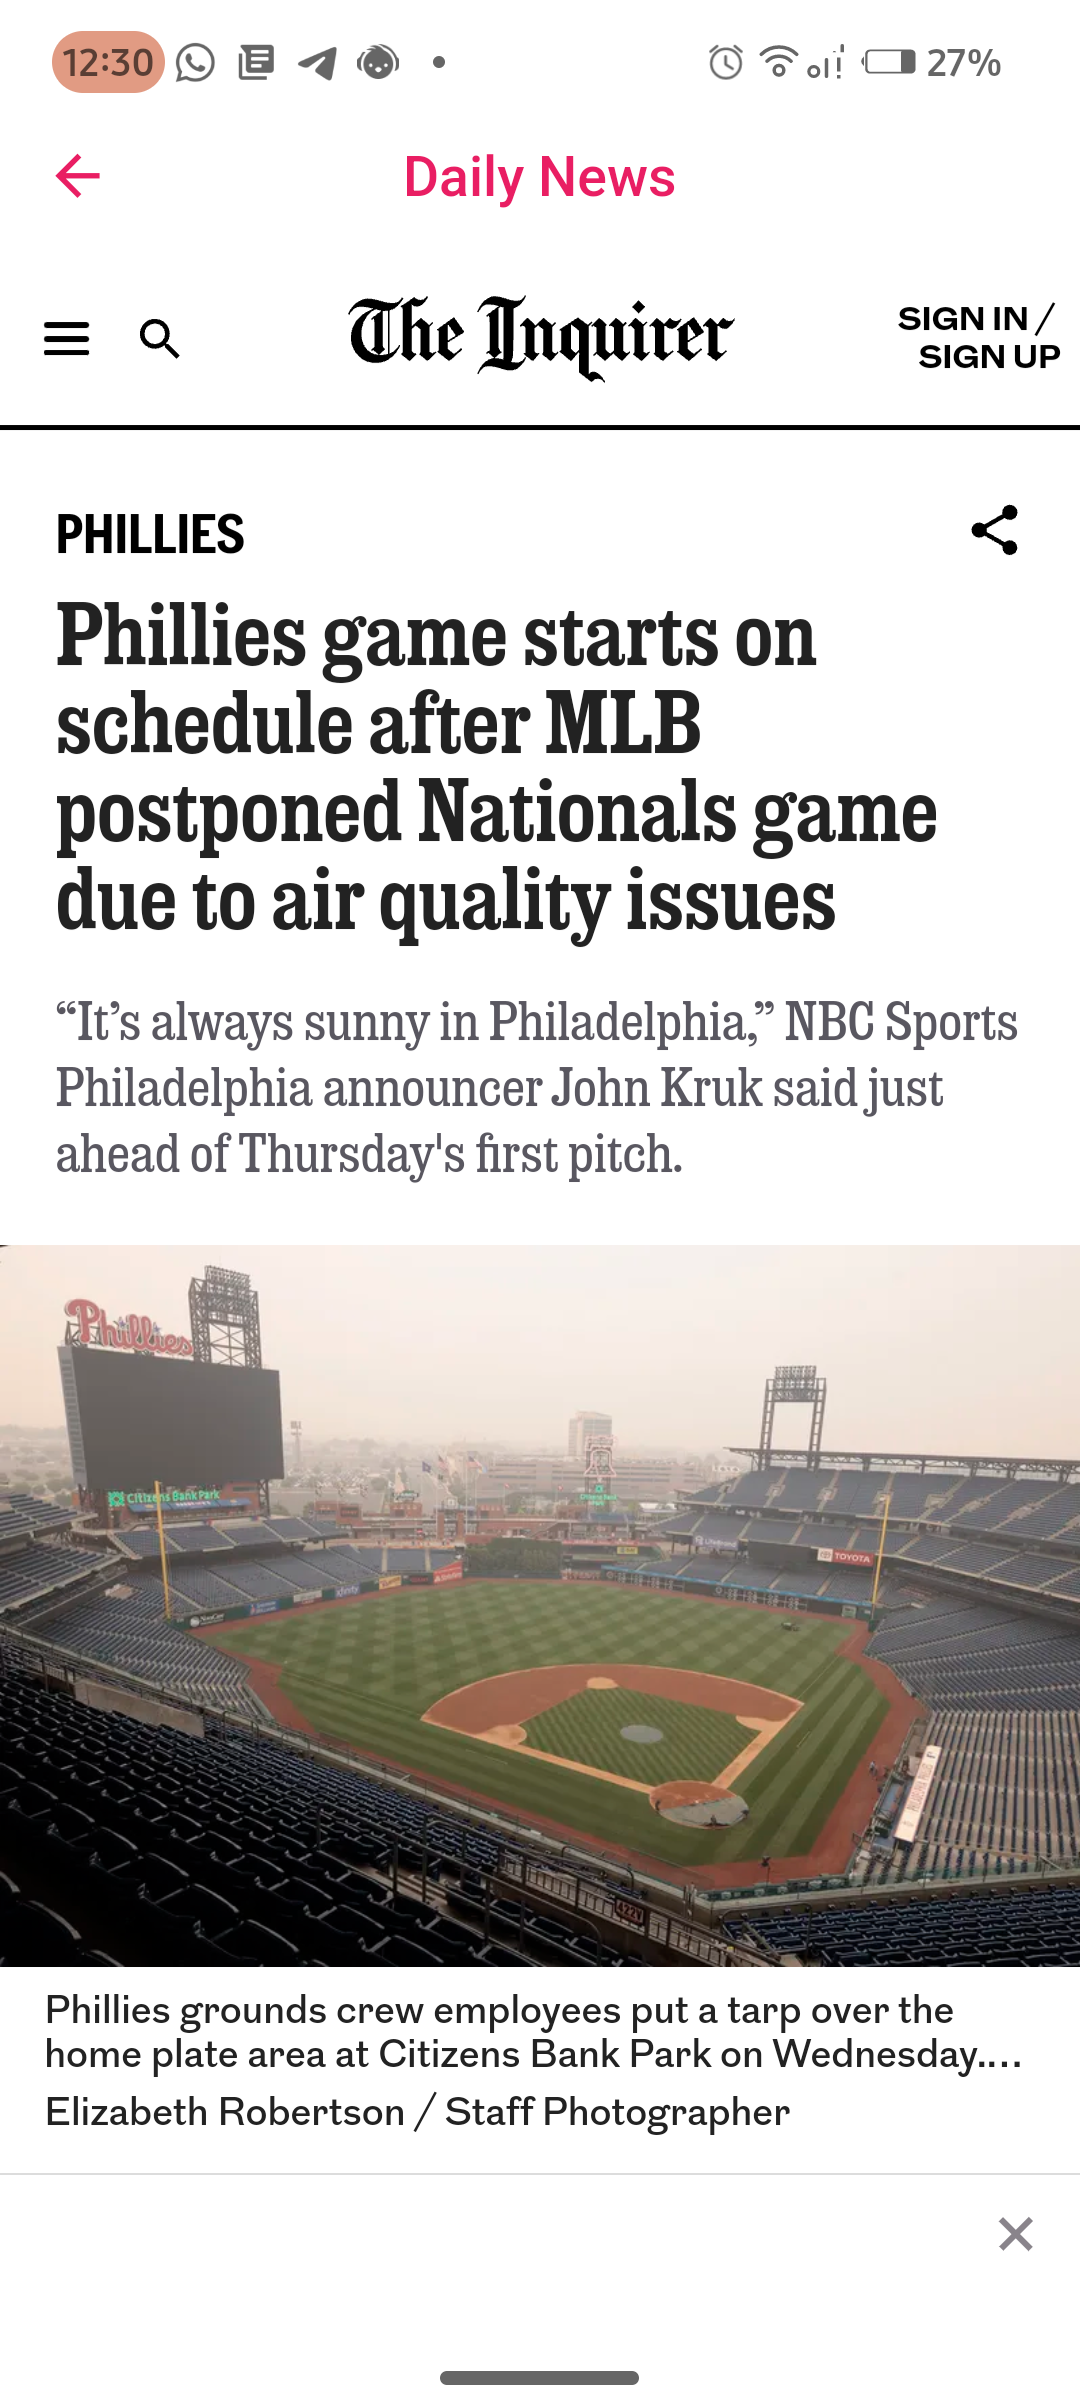 12:30
27%
Daily News
The Inquirer
SIGN IN /
SIGN UP
PHILLIES
Phillies game starts on
schedule after MLB
postponed Nationals game
due to air quality issues
“It’s always sunny in Philadelphia,” NBC Sports
Philadelphia announcer John Kruk said just
ahead of Thursday's first pitch.
Phillies
Citizens Bank Park
TOYOTA
422V
Phillies grounds crew employees put a tarp over the
home plate area at Citizens Bank Park on Wednesday....
Elizabeth Robertson / Staff Photographer